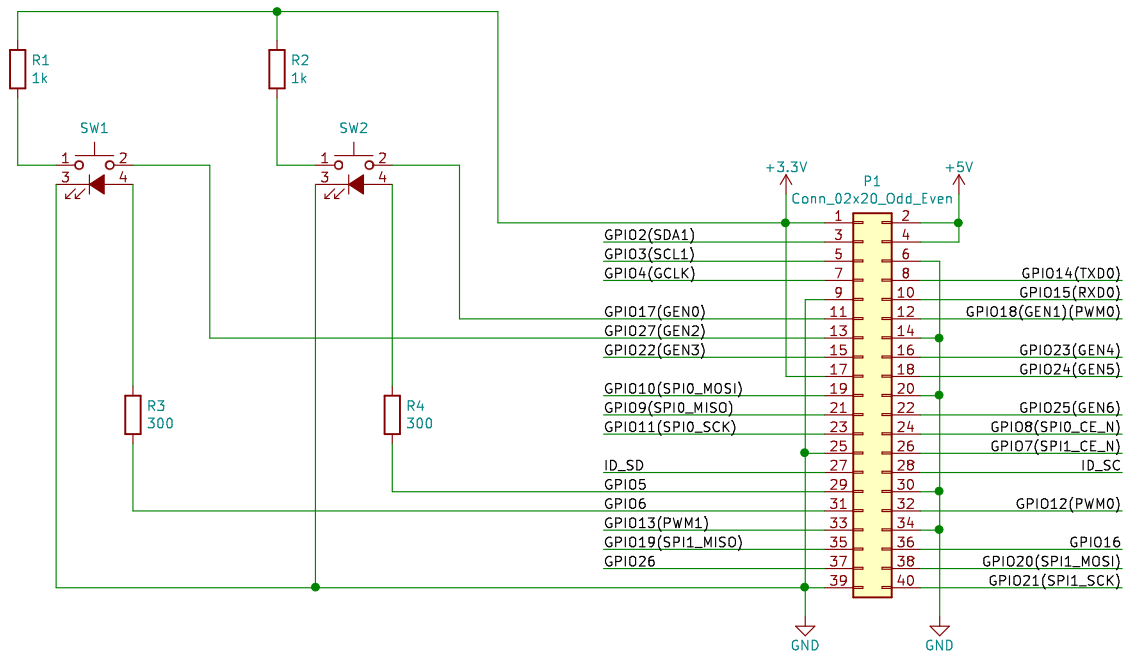 R1
1k
R2
1k
SW1
SW2
1 2
3 4
1 2
3 4
+3.3V
+5V
P1
Conn_02x20_Odd_Even
1 2
GPIO2(SDA1) 3 4
GPIO3(SCL1) 5 6
GPIO4(GCLK) 7 8 GPIO14(TXD0)
9 10 GPIO15(RXD0)
GPIO17(GEN0) 11 12 GPIO18(GEN1)(PWM0)
GPIO27(GEN2) 13 14
GPIO22(GEN3) 15 16 GPIO23(GEN4)
17 18 GPIO24(GEN5)
GPIO10(SPI0_MOSI) 19 20
GPIO9(SPI0_MISO) 21 22 GPIO25(GEN6)
GPIO11(SPI0_SCK) 23 24 GPIO8(SPI0_CE_N)
25 26 GPIO7(SPI1_CE_N)
ID_SD 27 28 ID_SC
GPIO5 29 30
GPIO6 31 32 GPIO12(PWM0)
GPIO13(PWM1) 33 34
GPIO19(SPI1_MISO) 35 36 GPIO16
GPIO26 37 38 GPIO20(SPI1_MOSI)
39 40 GPIO21(SPI1_SCK)
R3
300
R4
300
GND
GND